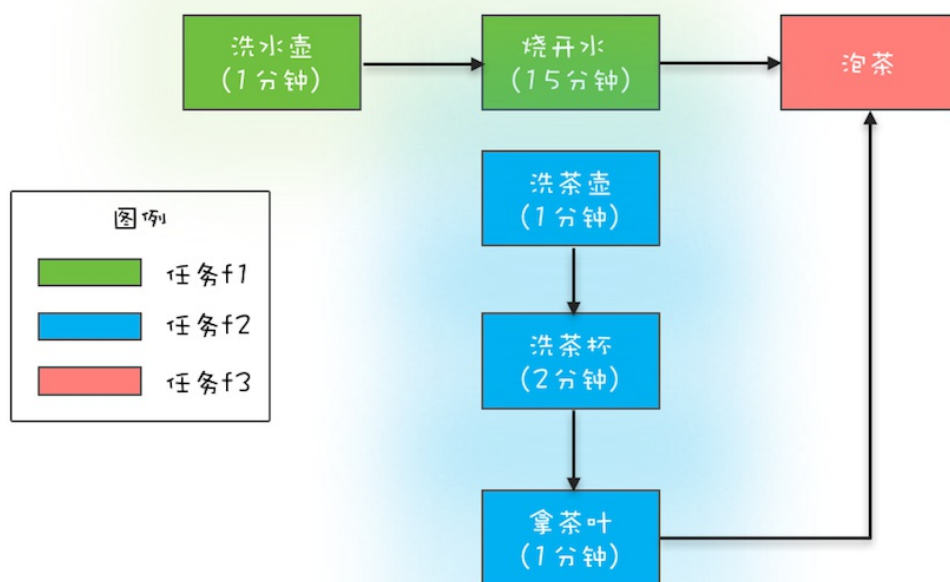 洗水壶
(1分钟)
烧开水
(15分钟)
泡茶
洗茶壶
(1分钟)
图例
任务f1
任务f2
任务f3
洗茶杯
(2分钟)
拿茶叶
(1分钟)